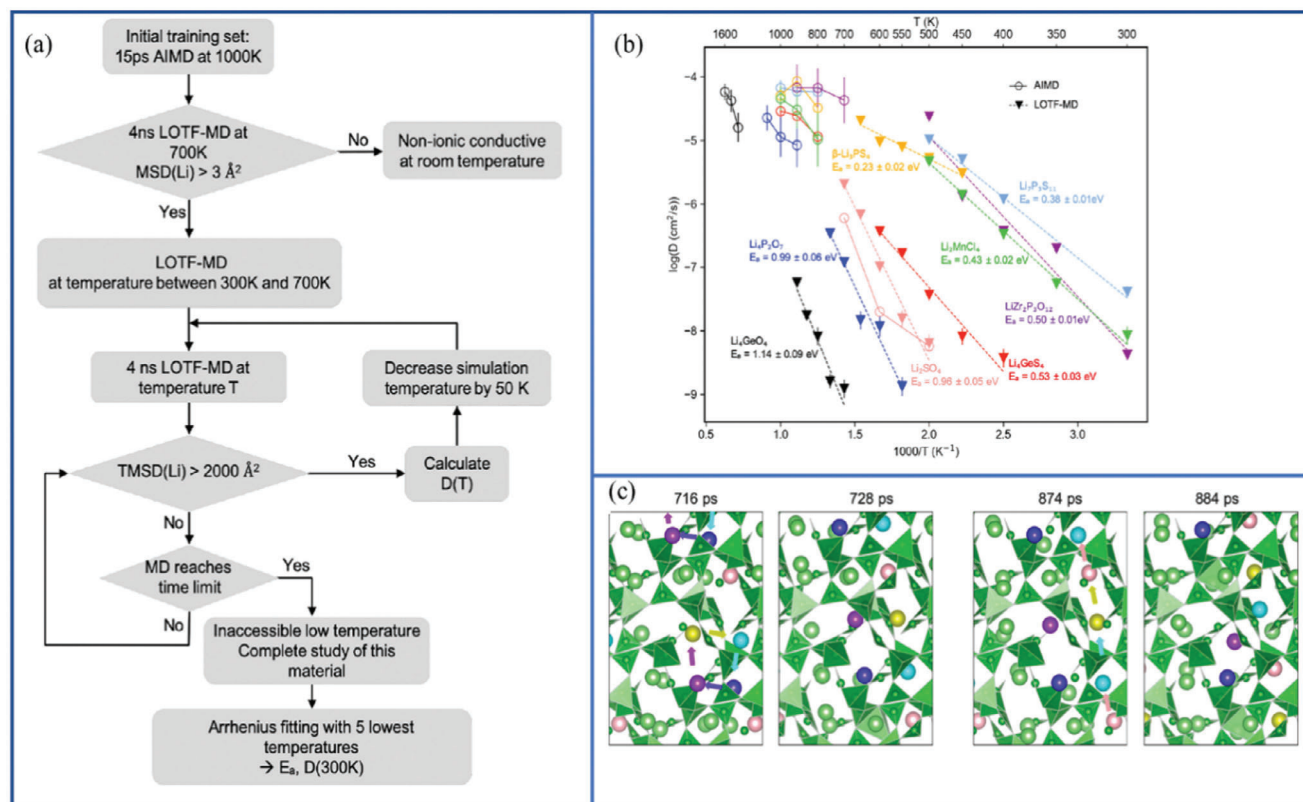 (a)
Initial training set:
15ps AIMD at 1000K
4ns LOTF-MD at
700K
MSD(Li) > 3 Å²
No
Non-ionic conductive
at room temperature
Yes
LOTF-MD
at temperature between 300K and 700K
4 ns LOTF-MD at
temperature T
Decrease simulation
temperature by 50 K
TMSD(Li) > 2000 Å²
Yes
Calculate
D(T)
No
MD reaches
time limit
Yes
No
Inaccessible low temperature
Complete study of this
material
Arrhenius fitting with 5 lowest
temperatures
→ Eₐ, D(300K)
(b)
T (K)
1600 1000 800 700 600 550 500 450 400 350 300
AIMD
LOTF-MD
β-Li₃PS₄
Eₐ = 0.23 ± 0.02 eV
Li₇P₃S₁₁
Eₐ = 0.38 ± 0.01eV
Li₄P₂O₇
Eₐ = 0.99 ± 0.06 eV
Li₂MnCl₄
Eₐ = 0.43 ± 0.02 eV
LiZr₂P₃O₁₂
Eₐ = 0.50 ± 0.01eV
Li₄GeO₄
Eₐ = 1.14 ± 0.09 eV
Li₂SO₄
Eₐ = 0.96 ± 0.05 eV
Li₄GeS₄
Eₐ = 0.53 ± 0.03 eV
log(D (cm²/s))
−4
−5
−6
−7
−8
−9
0.5 1.0 1.5 2.0 2.5 3.0
1000/T (K⁻¹)
(c)
716 ps 728 ps 874 ps 884 ps